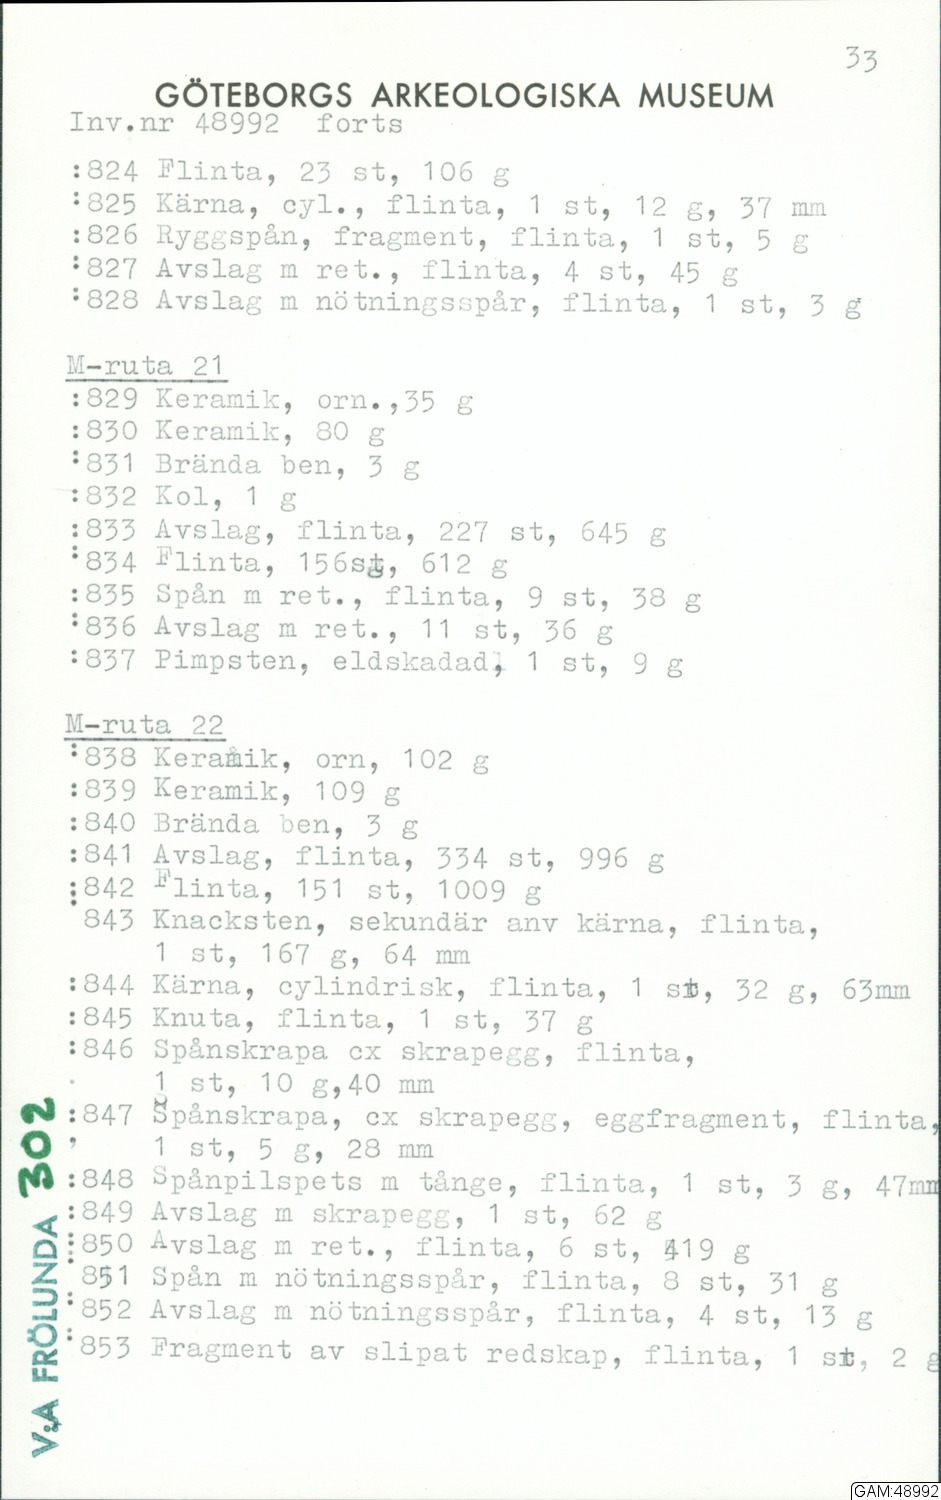 33
GÖTEBORGS ARKEOLOGISKA MUSEUM
Inv.nr 48992 forts
:824 Flinta, 23 st, 106 g
:825 Kärna, cyl., flinta, 1 st, 12 g, 37 mm
:826 Ryggspån, fragment, flinta, 1 st, 5 g
:827 Avslag m ret., flinta, 4 st, 45 g
:828 Avslag m nötningsspår, flinta, 1 st, 3 g
M-ruta 21
:829 Keramik, orn.,35 g
:830 Keramik, 80 g
:831 Brända ben, 3 g
:832 Kol, 1 g
:833 Avslag, flinta, 227 st, 645 g
:834 Flinta, 156st, 612 g
:835 Spån m ret., flinta, 9 st, 38 g
:836 Avslag m ret., 11 st, 36 g
:837 Pimpsten, eldskadad, 1 st, 9 g
M-ruta 22
:838 Keramik, orn, 102 g
:839 Keramik, 109 g
:840 Brända ben, 3 g
:841 Avslag, flinta, 334 st, 996 g
:842 Flinta, 151 st, 1009 g
843 Knacksten, sekundär anv kärna, flinta,
1 st, 167 g, 64 mm
:844 Kärna, cylindrisk, flinta, 1 st, 32 g, 63mm
:845 Knuta, flinta, 1 st, 37 g
:846 Spånskrapa cx skrapegg, flinta,
1 st, 10 g,40 mm
:847 Spånskrapa, cx skrapegg, eggfragment, flinta,
1 st, 5 g, 28 mm
:848 Spånpilspets m tånge, flinta, 1 st, 3 g, 47mm
:849 Avslag m skrapegg, 1 st, 62 g
:850 Avslag m ret., flinta, 6 st, 419 g
:851 Spån m nötningsspår, flinta, 8 st, 31 g
:852 Avslag m nötningsspår, flinta, 4 st, 13 g
:853 Fragment av slipat redskap, flinta, 1 st, 2 g
V:A FRÖLUNDA 302
GAM:48992